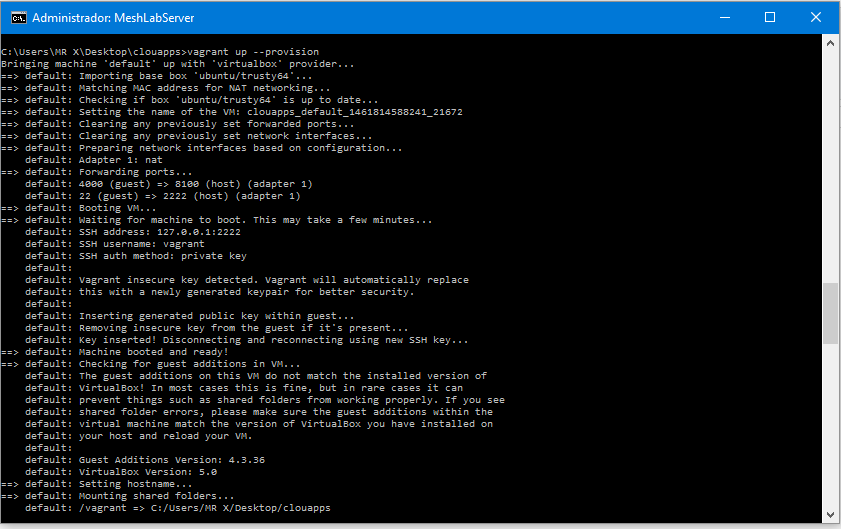 Administrador: MeshLabServer
C:\Users\MR X\Desktop\clouapps>vagrant up --provision
Bringing machine 'default' up with 'virtualbox' provider...
==> default: Importing base box 'ubuntu/trusty64'...
==> default: Matching MAC address for NAT networking...
==> default: Checking if box 'ubuntu/trusty64' is up to date...
==> default: Setting the name of the VM: clouapps_default_1461814588241_21672
==> default: Clearing any previously set forwarded ports...
==> default: Clearing any previously set network interfaces...
==> default: Preparing network interfaces based on configuration...
    default: Adapter 1: nat
==> default: Forwarding ports...
    default: 4000 (guest) => 8100 (host) (adapter 1)
    default: 22 (guest) => 2222 (host) (adapter 1)
==> default: Booting VM...
==> default: Waiting for machine to boot. This may take a few minutes...
    default: SSH address: 127.0.0.1:2222
    default: SSH username: vagrant
    default: SSH auth method: private key
    default:
    default: Vagrant insecure key detected. Vagrant will automatically replace
    default: this with a newly generated keypair for better security.
    default:
    default: Inserting generated public key within guest...
    default: Removing insecure key from the guest if it's present...
    default: Key inserted! Disconnecting and reconnecting using new SSH key...
==> default: Machine booted and ready!
==> default: Checking for guest additions in VM...
    default: The guest additions on this VM do not match the installed version of
    default: VirtualBox! In most cases this is fine, but in rare cases it can
    default: prevent things such as shared folders from working properly. If you see
    default: shared folder errors, please make sure the guest additions within the
    default: virtual machine match the version of VirtualBox you have installed on
    default: your host and reload your VM.
    default:
    default: Guest Additions Version: 4.3.36
    default: VirtualBox Version: 5.0
==> default: Setting hostname...
==> default: Mounting shared folders...
    default: /vagrant => C:/Users/MR X/Desktop/clouapps